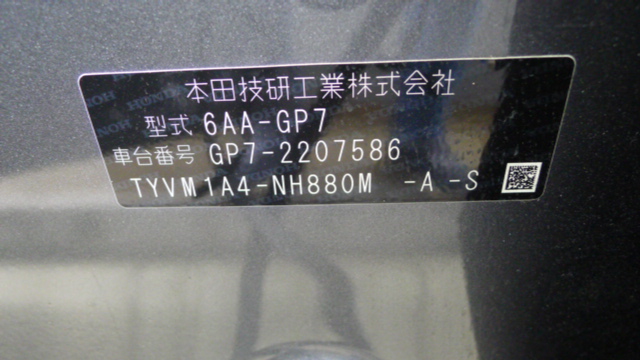 本田技研工業株式会社
型式 6AA-GP7
車台番号 GP7-2207586
TYVM1A4-NH880M -A -S